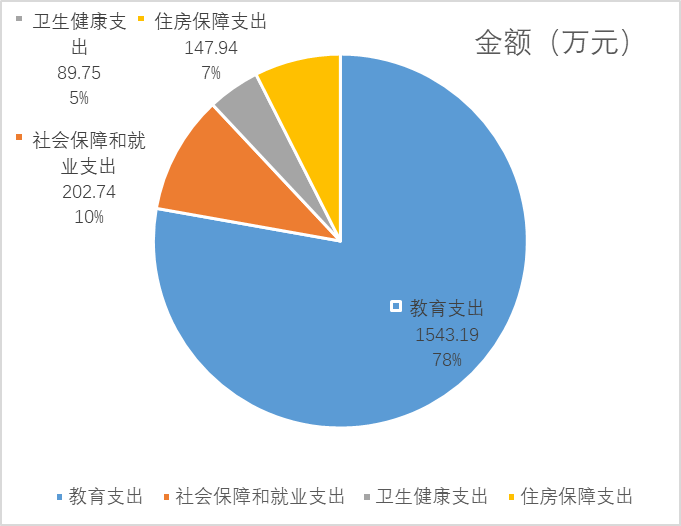 金额（万元）
卫生健康支
出
89.75
5%
住房保障支出
147.94
7%
社会保障和就
业支出
202.74
10%
教育支出
1543.19
78%
教育支出 社会保障和就业支出 卫生健康支出 住房保障支出